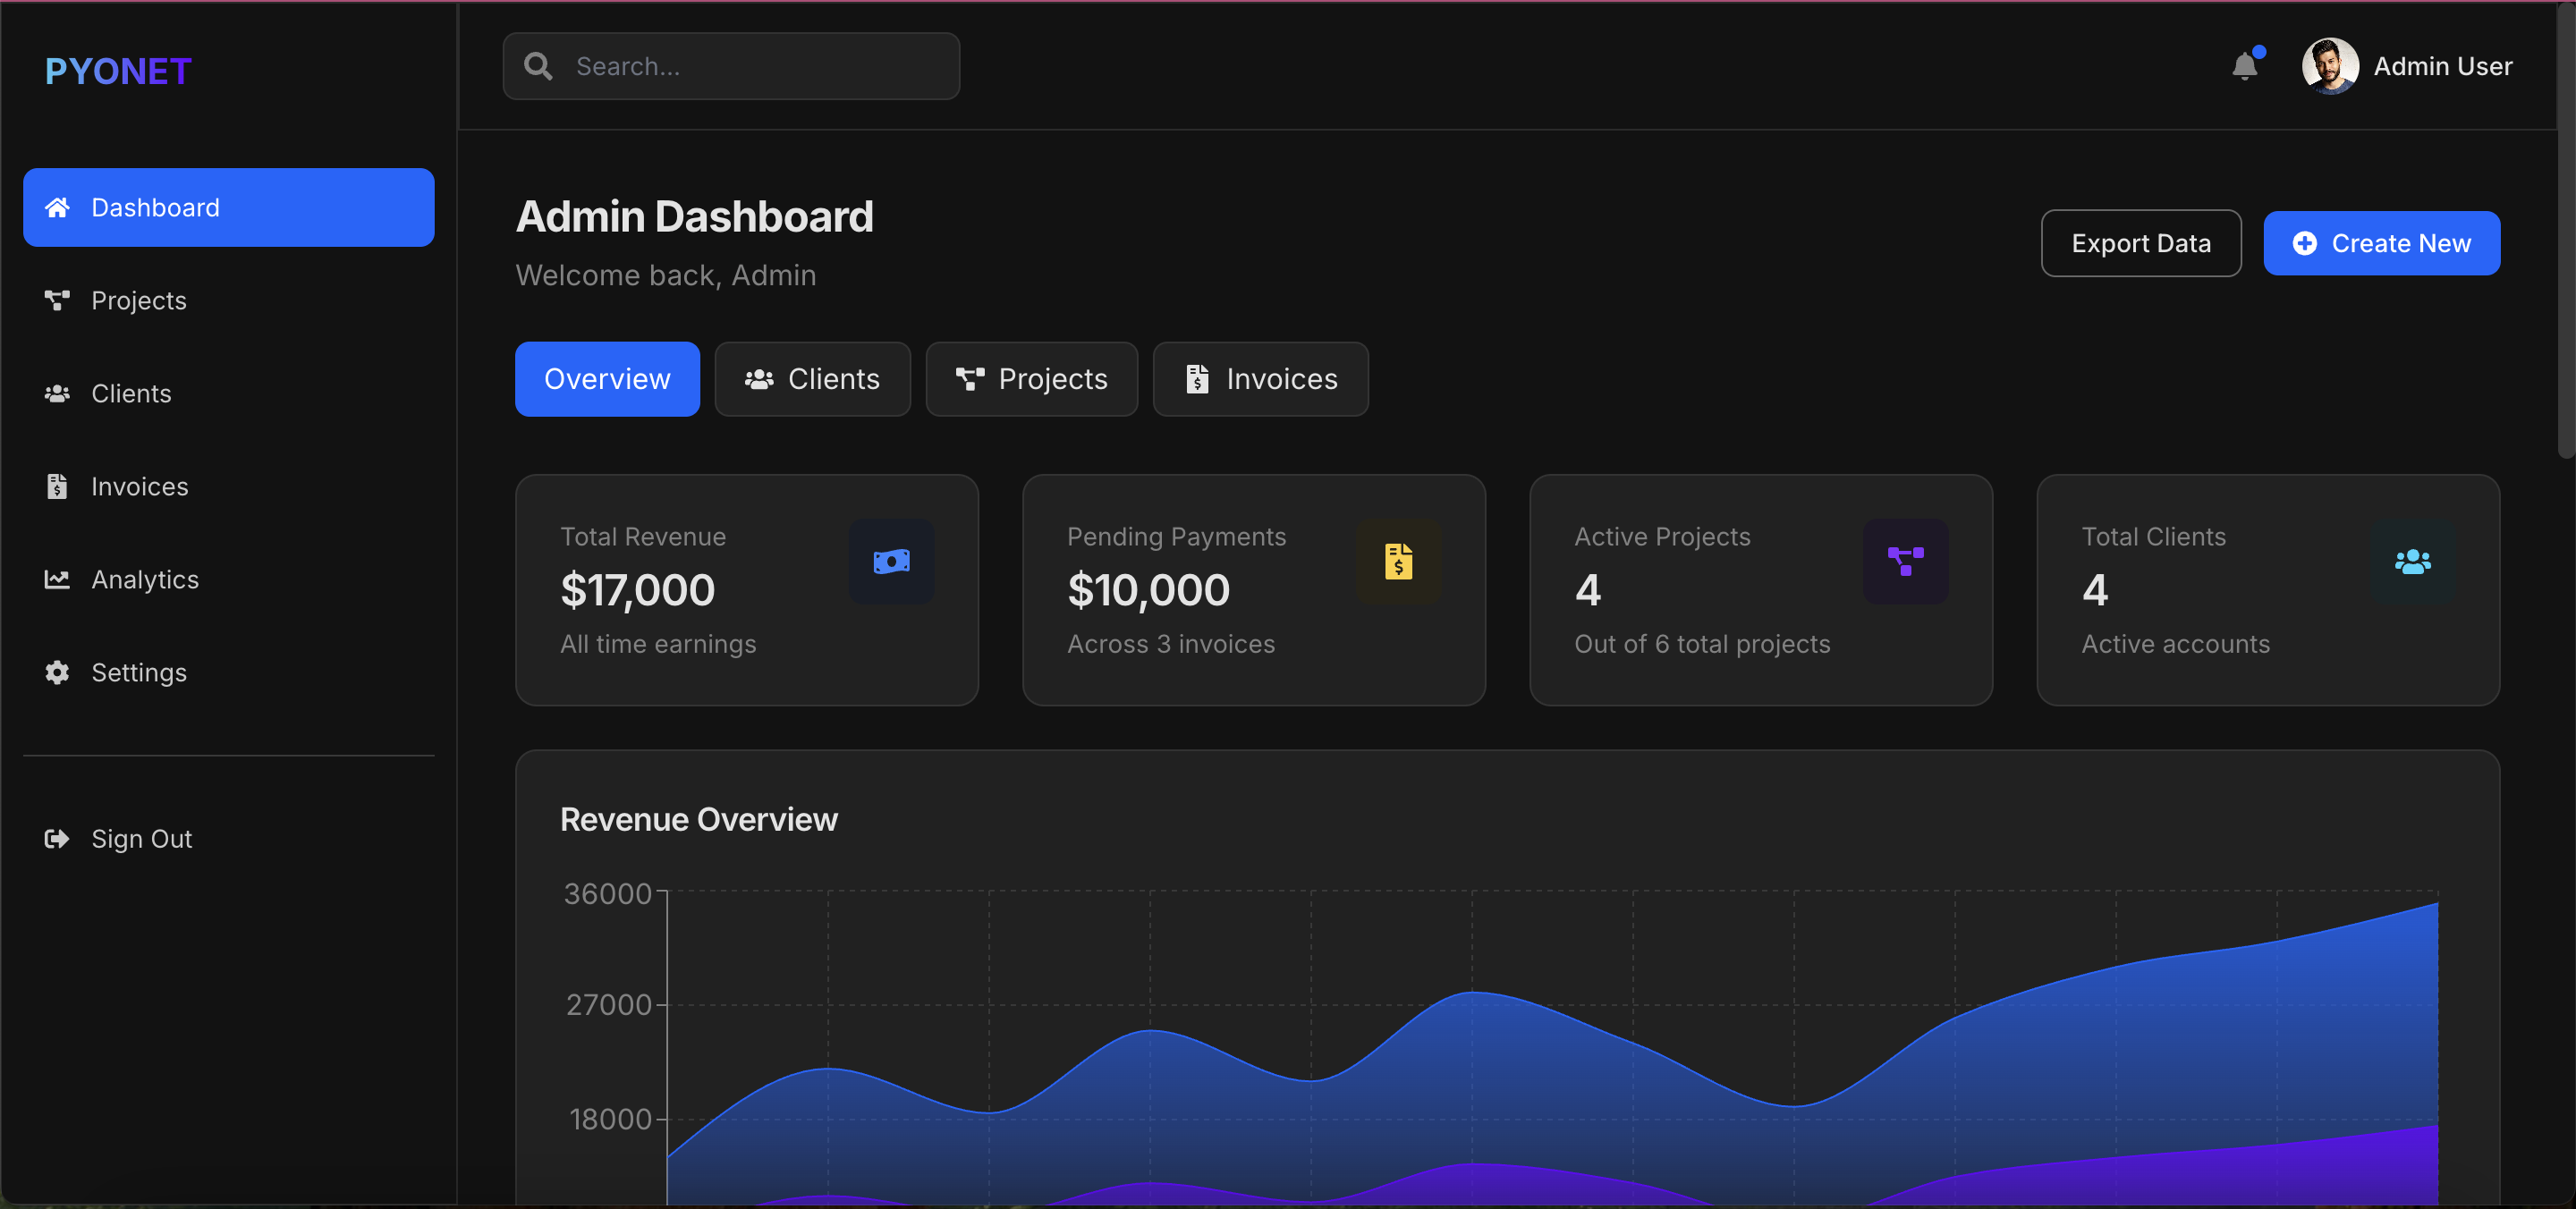 PYONET
Search...
Admin User
Dashboard
Projects
Clients
Invoices
Analytics
Settings
Sign Out
Admin Dashboard
Welcome back, Admin
Export Data
Create New
Overview
Clients
Projects
Invoices
Total Revenue
$17,000
All time earnings
Pending Payments
$10,000
Across 3 invoices
Active Projects
4
Out of 6 total projects
Total Clients
4
Active accounts
Revenue Overview
36000
27000
18000